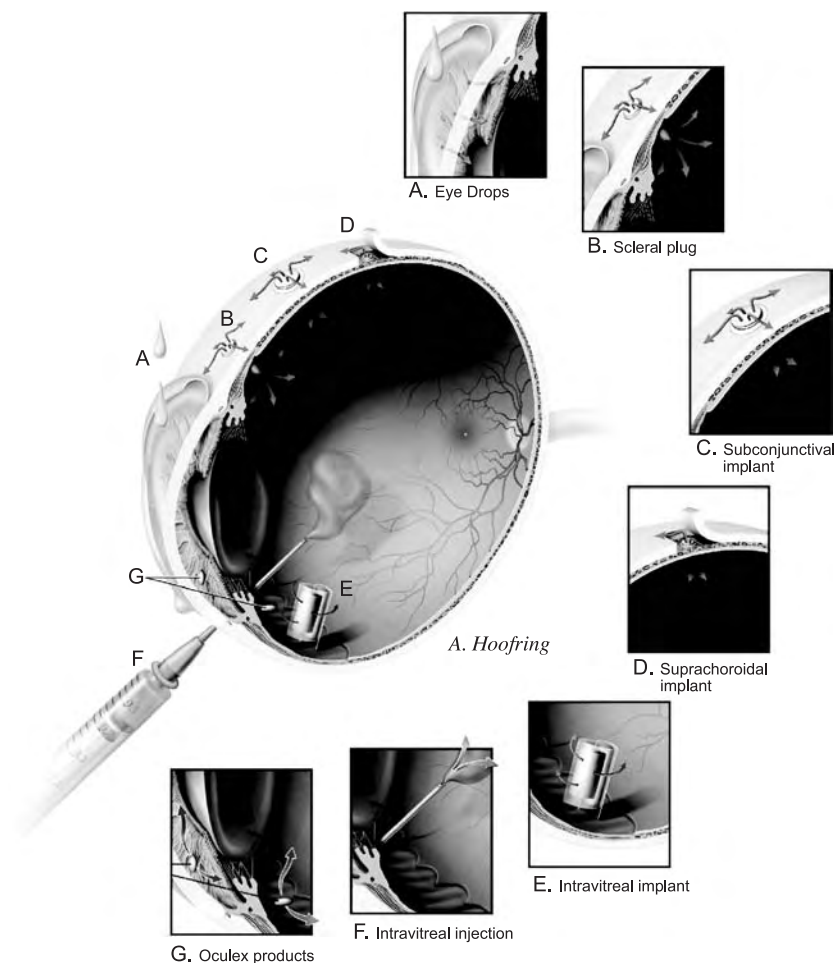 A. Eye Drops
B. Scleral plug
D
C
B
A
C. Subconjunctival
implant
G
E
A. Hoofring
F
D. Suprachoroidal
implant
E. Intravitreal implant
F. Intravitreal injection
G. Oculex products